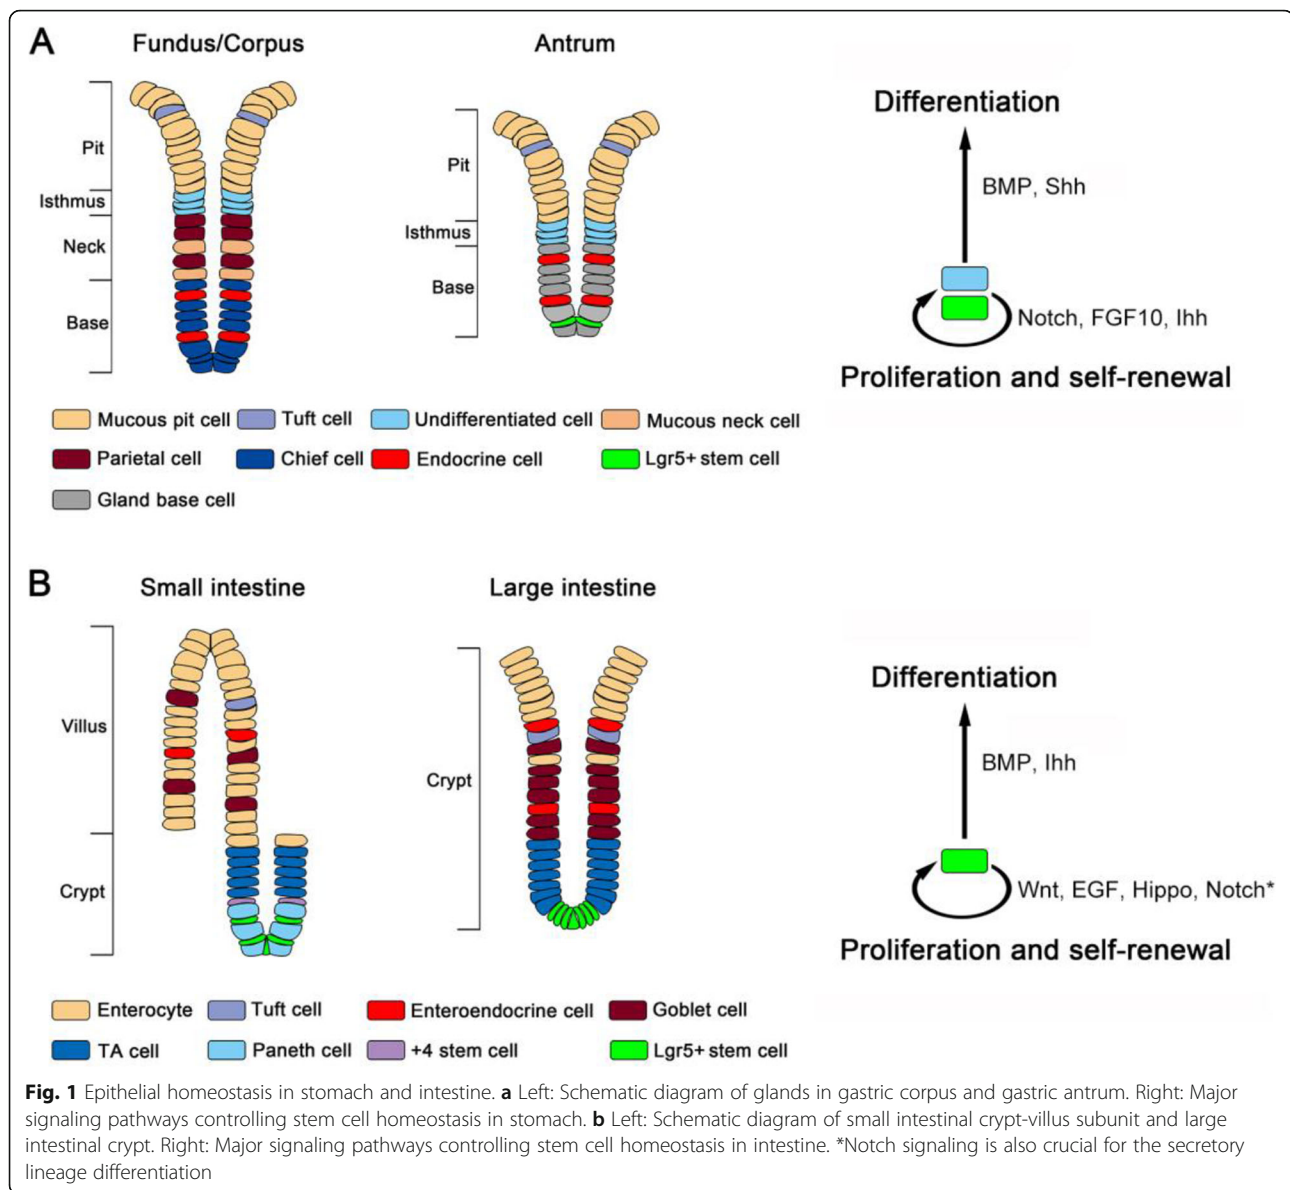 A
Fundus/Corpus
Antrum
Pit
Isthmus
Neck
Base
Pit
Isthmus
Base
Differentiation
BMP, Shh
Notch, FGF10, Ihh
Proliferation and self-renewal
Mucous pit cell
Tuft cell
Undifferentiated cell
Mucous neck cell
Parietal cell
Chief cell
Endocrine cell
Lgr5+ stem cell
Gland base cell
B
Small intestine
Large intestine
Villus
Crypt
Crypt
Differentiation
BMP, Ihh
Wnt, EGF, Hippo, Notch*
Proliferation and self-renewal
Enterocyte
Tuft cell
Enteroendocrine cell
Goblet cell
TA cell
Paneth cell
+4 stem cell
Lgr5+ stem cell
Fig. 1 Epithelial homeostasis in stomach and intestine. a Left: Schematic diagram of glands in gastric corpus and gastric antrum. Right: Major
signaling pathways controlling stem cell homeostasis in stomach. b Left: Schematic diagram of small intestinal crypt-villus subunit and large
intestinal crypt. Right: Major signaling pathways controlling stem cell homeostasis in intestine. *Notch signaling is also crucial for the secretory
lineage differentiation